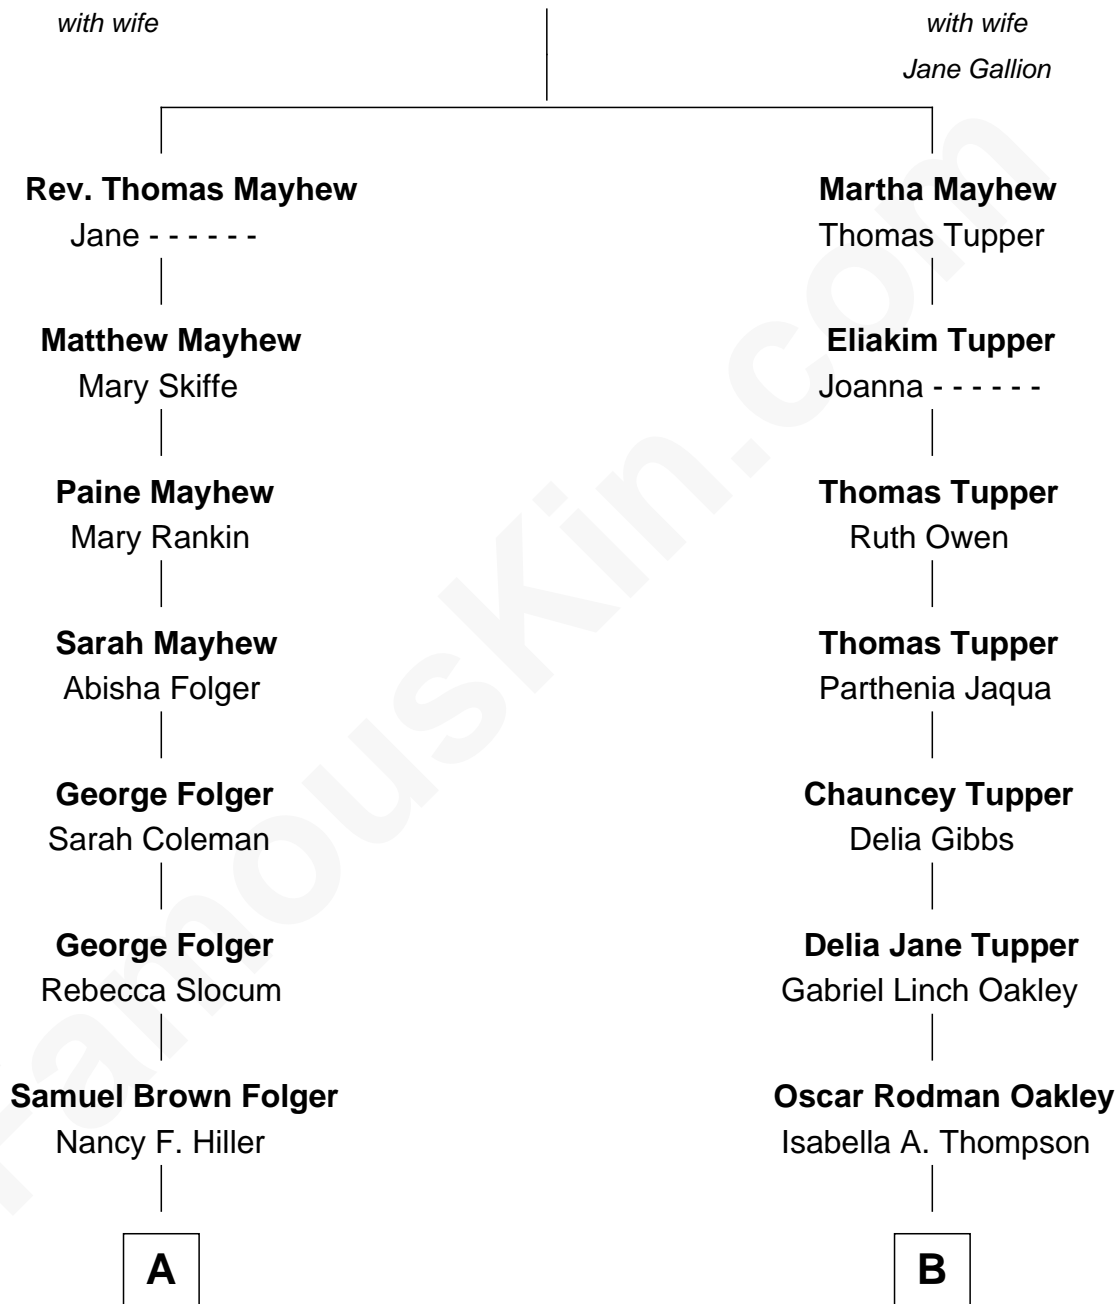 with wife
with wife
Jane Gallion
Rev. Thomas Mayhew
Jane - - - - - -
Martha Mayhew
Thomas Tupper
Matthew Mayhew
Mary Skiffe
Eliakim Tupper
Joanna - - - - - -
Paine Mayhew
Mary Rankin
Thomas Tupper
Ruth Owen
Sarah Mayhew
Abisha Folger
Thomas Tupper
Parthenia Jaqua
George Folger
Sarah Coleman
Chauncey Tupper
Delia Gibbs
George Folger
Rebecca Slocum
Delia Jane Tupper
Gabriel Linch Oakley
Samuel Brown Folger
Nancy F. Hiller
Oscar Rodman Oakley
Isabella A. Thompson
A
B
FamousKin.com